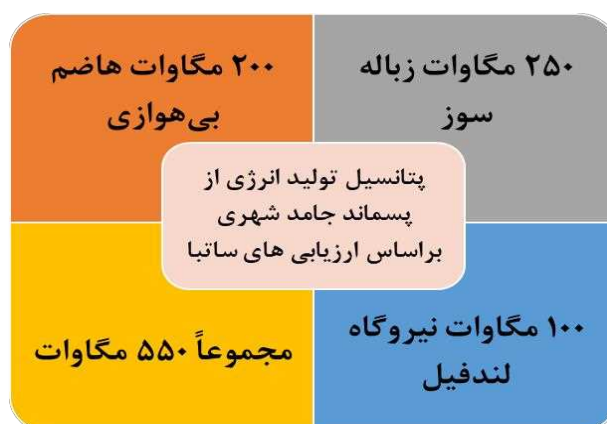 ۲۵۰ مگاوات زباله
سوز
۲۰۰ مگاوات هاضم
بی‌هوازی
پتانسیل تولید انرژی از
پسماند جامد شهری
براساس ارزیابی های ساتبا
۱۰۰ مگاوات نیروگاه
لندفیل
مجموعاً ۵۵۰ مگاوات